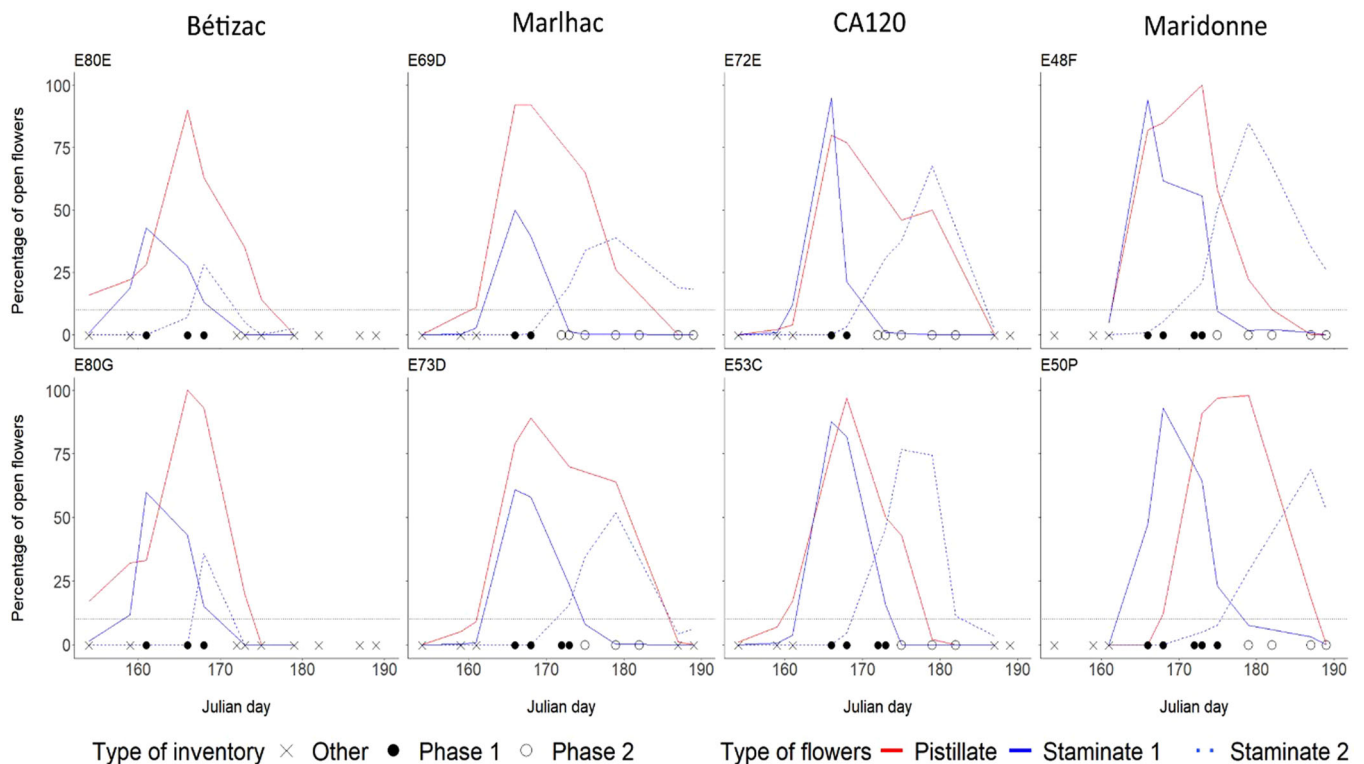 Bétizac Marlhac CA120 Maridonne
E80E E69D E72E E48F
100
75
50
25
0
Percentage of open flowers
E80G E73D E53C E50P
100
75
50
25
0
Percentage of open flowers
160 170 180 190 160 170 180 190 160 170 180 190 160 170 180 190
Julian day Julian day Julian day Julian day
Type of inventory Other Phase 1 Phase 2 Type of flowers Pistillate Staminate 1 Staminate 2